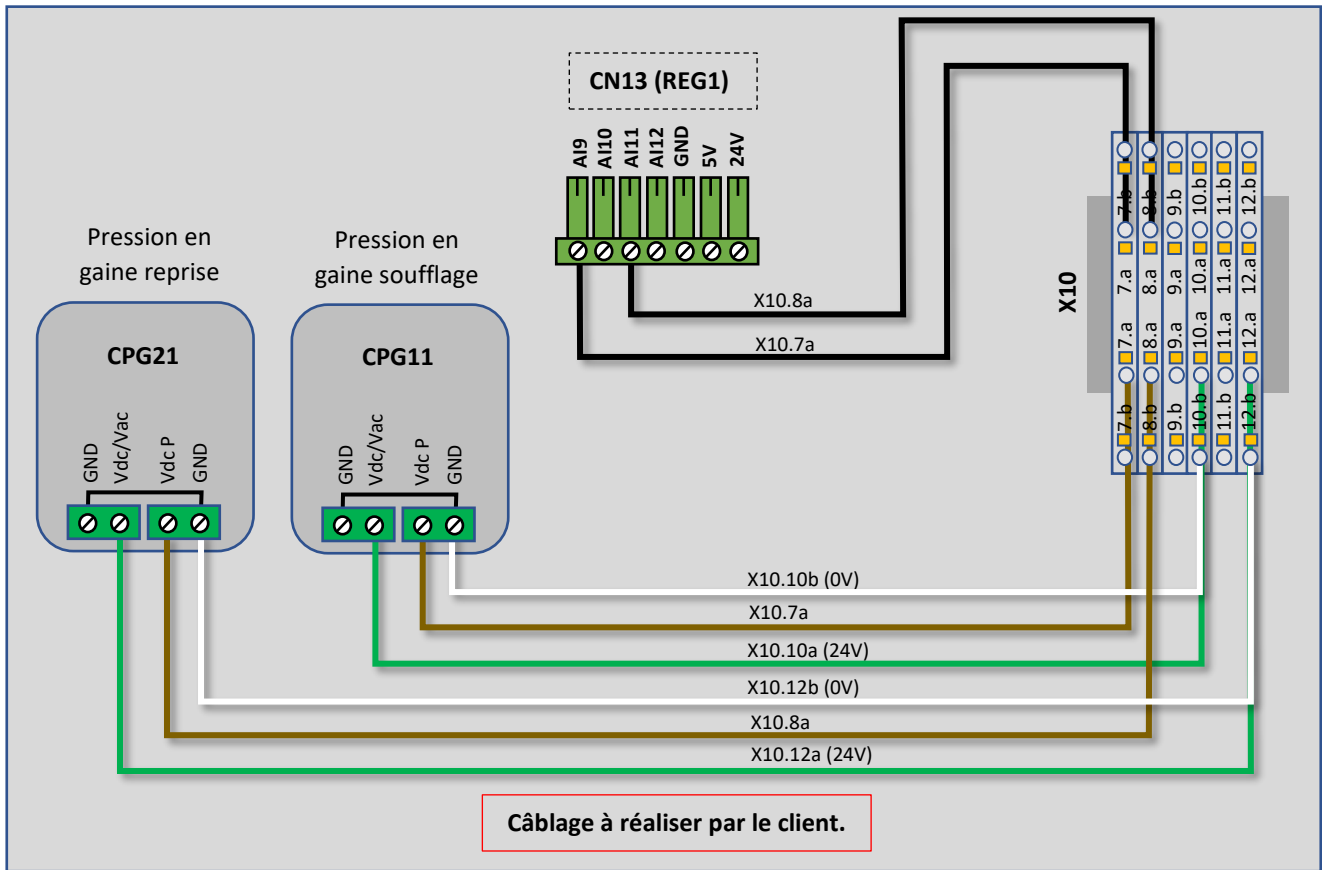 CN13 (REG1)
AI9
AI10
AI11
AI12
GND
5V
24V
Pression en
gaine reprise
Pression en
gaine soufflage
CPG21
GND
Vdc/Vac
Vdc P
GND
CPG11
GND
Vdc/Vac
Vdc P
GND
X10.8a
X10.7a
X10
7.b
8.b
9.b
10.b
11.b
12.b
7.a
8.a
9.a
10.a
11.a
12.a
7.a
8.a
9.a
10.a
11.a
12.a
7.b
8.b
9.b
10.b
11.b
12.b
X10.10b (0V)
X10.7a
X10.10a (24V)
X10.12b (0V)
X10.8a
X10.12a (24V)
Câblage à réaliser par le client.